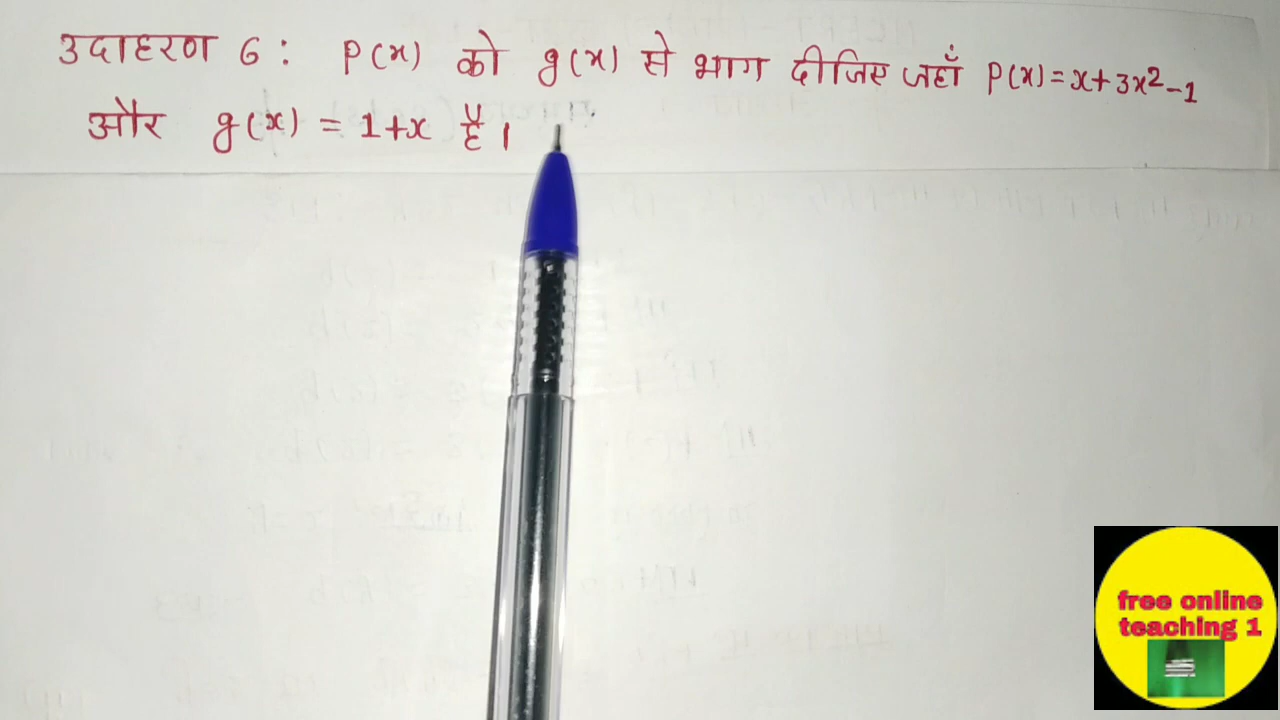 उदाहरण 6 : P(x) को g(x) से भाग दीजिए जहाँ P(x) = x+3x²-1
और g(x) = 1+x है।
free online
teaching 1